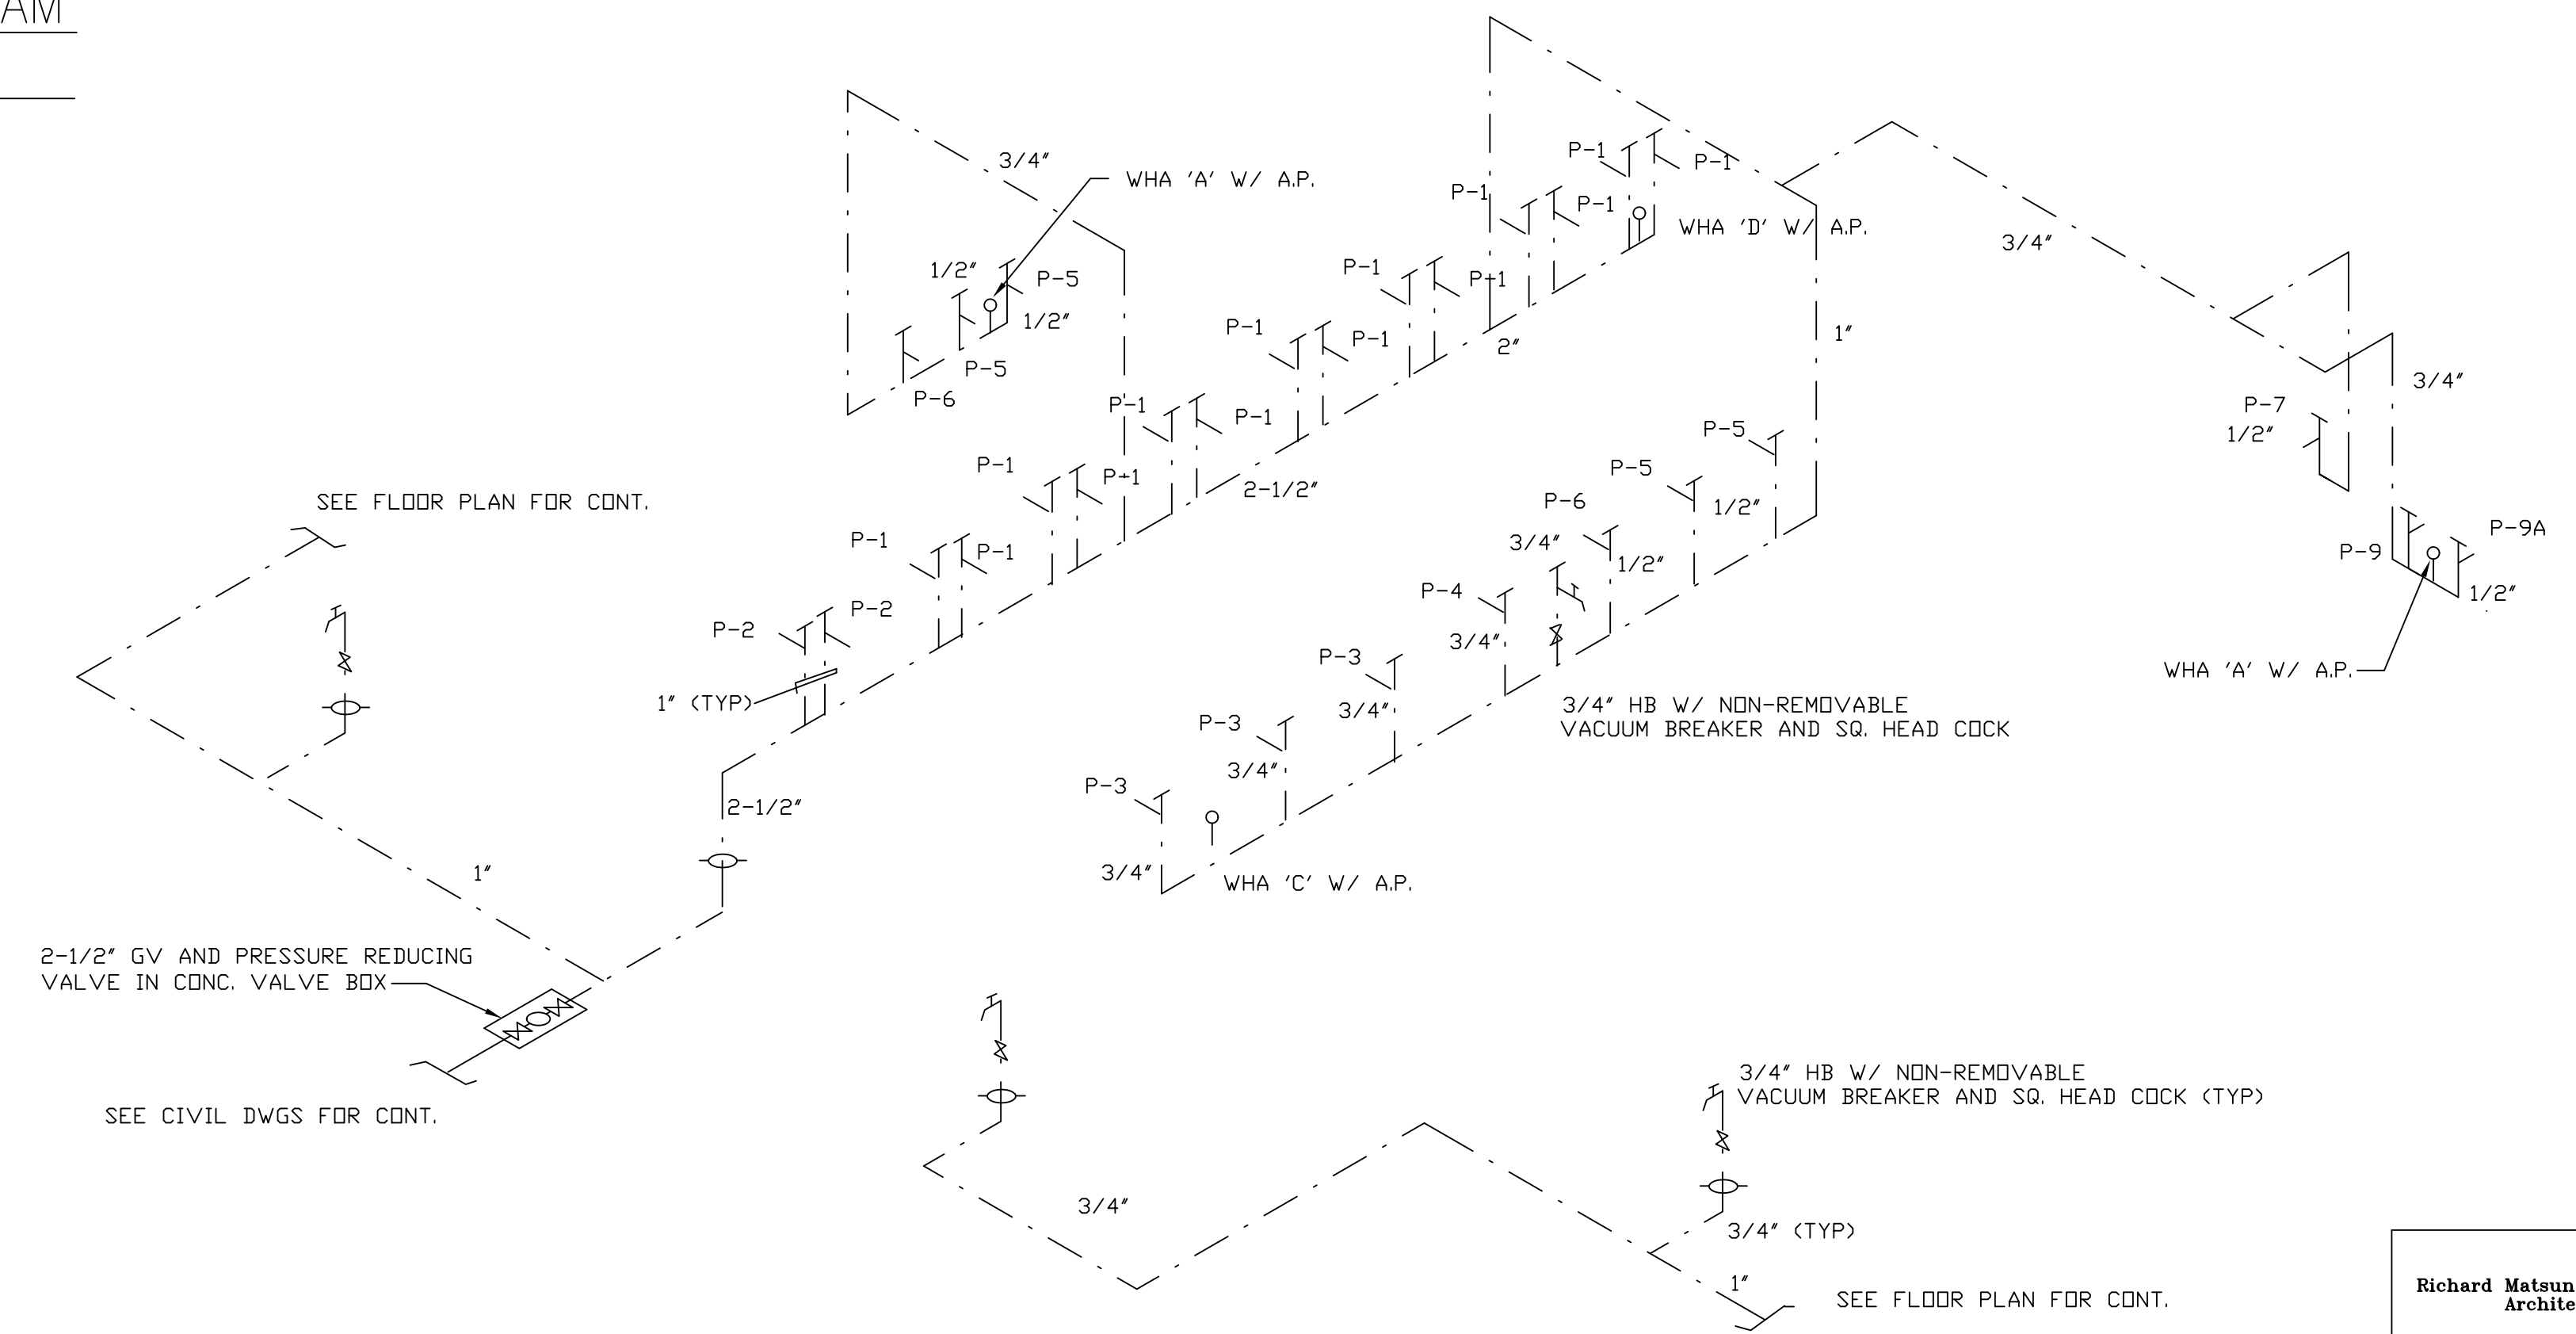 AM
3/4"
WHA 'A' W/ A.P.
P-1
P-1
P-1
P-1
WHA 'D' W/ A.P.
3/4"
1/2"
P-5
1/2"
P-5
P-6
P-1
P-1
P-1
P-1
2"
1"
3/4"
P-7
1/2"
P-1
P-1
2-1/2"
P-1
P-1
P-5
P-5
1/2"
P-6
3/4"
1/2"
P-9
P-9A
1/2"
WHA 'A' W/ A.P.
SEE FLOOR PLAN FOR CONT.
P-1
P-1
P-2
P-2
1" (TYP)
P-4
3/4"
P-3
3/4"
3/4" HB W/ NON-REMOVABLE
VACUUM BREAKER AND SQ. HEAD COCK
P-3
3/4"
P-3
3/4"
WHA 'C' W/ A.P.
2-1/2"
1"
2-1/2" GV AND PRESSURE REDUCING
VALVE IN CONC. VALVE BOX
SEE CIVIL DWGS FOR CONT.
3/4" HB W/ NON-REMOVABLE
VACUUM BREAKER AND SQ. HEAD COCK (TYP)
3/4"
3/4" (TYP)
1"
SEE FLOOR PLAN FOR CONT.
Richard Matsun
Archite